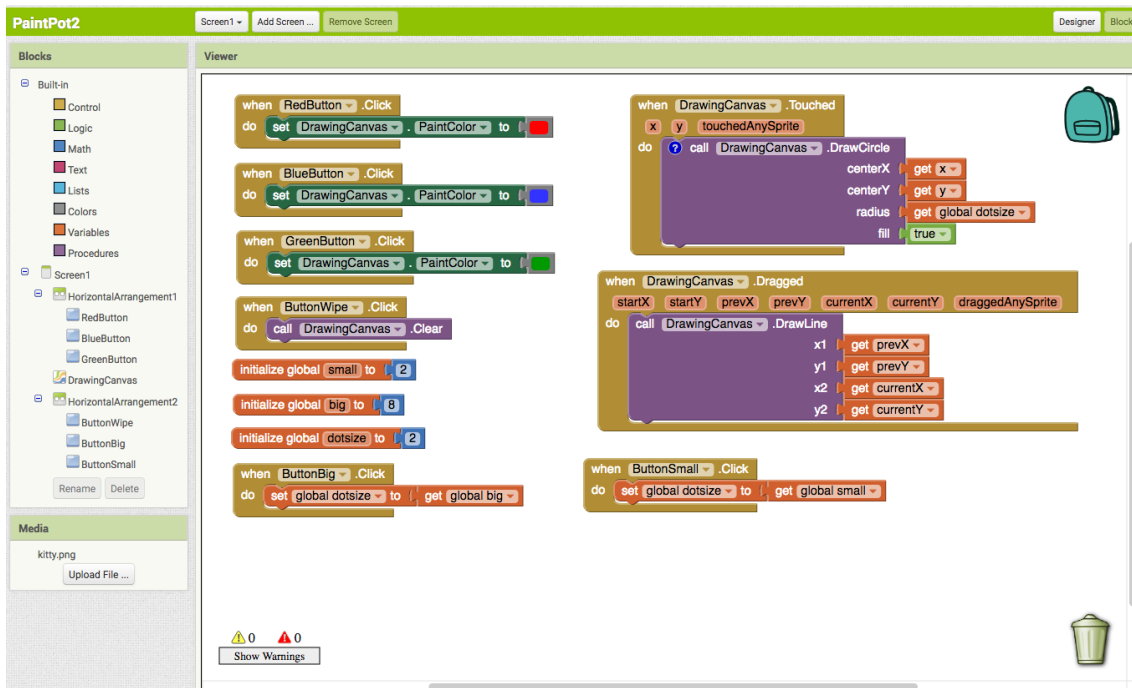 PaintPot2
Screen1
Add Screen ...
Remove Screen
Designer
Block
Blocks
Built-in
Control
Logic
Math
Text
Lists
Colors
Variables
Procedures
Screen1
HorizontalArrangement1
RedButton
BlueButton
GreenButton
DrawingCanvas
HorizontalArrangement2
ButtonWipe
ButtonBig
ButtonSmall
Rename Delete
Media
kitty.png
Upload File ...
Viewer
when RedButton .Click
do set DrawingCanvas . PaintColor to
when BlueButton .Click
do set DrawingCanvas . PaintColor to
when GreenButton .Click
do set DrawingCanvas . PaintColor to
when ButtonWipe .Click
do call DrawingCanvas .Clear
initialize global small to 2
initialize global big to 8
initialize global dotsize to 2
when ButtonBig .Click
do set global dotsize to get global big
when DrawingCanvas .Touched
x y touchedAnySprite
do ? call DrawingCanvas .DrawCircle
centerX get x
centerY get y
radius get global dotsize
fill true
when DrawingCanvas .Dragged
startX startY prevX prevY currentX currentY draggedAnySprite
do call DrawingCanvas .DrawLine
x1 get prevX
y1 get prevY
x2 get currentX
y2 get currentY
when ButtonSmall .Click
do set global dotsize to get global small
0 0
Show Warnings